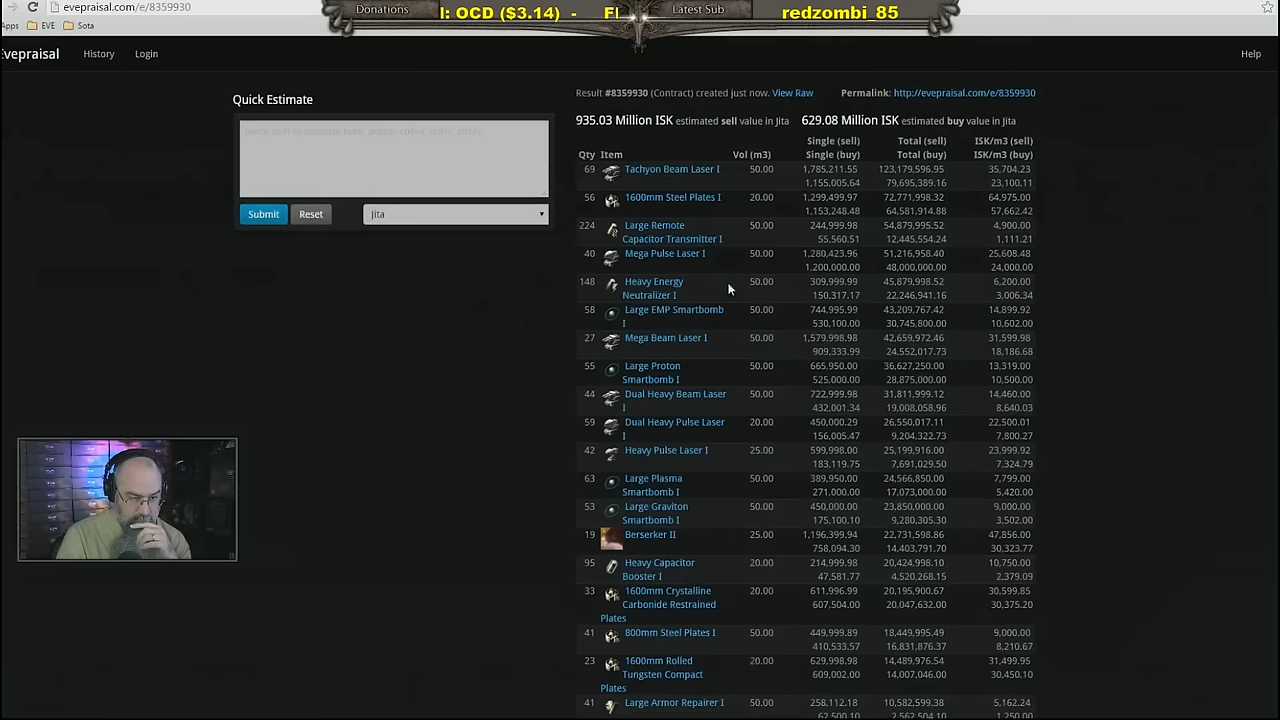 evepraisal.com/e/8359930
Donations
l: OCD ($3.14) -
Latest Sub
redzombi_85
Apps EVE Sota
Evepraisal History Login Help
Quick Estimate
Submit Reset Jita
Result #8359930 (Contract) created just now. View Raw Permalink: http://evepraisal.com/e/8359930
935.03 Million ISK estimated sell value in Jita 629.08 Million ISK estimated buy value in Jita
Single (sell) Total (sell) ISK/m3 (sell)
Qty Item Vol (m3) Single (buy) Total (buy) ISK/m3 (buy)
69 Tachyon Beam Laser I 50.00 1,785,211.55 123,179,596.95 35,704.23
1,155,005.64 79,695,389.16 23,100.11
56 1600mm Steel Plates I 20.00 1,299,499.97 72,771,998.32 64,975.00
1,153,248.48 64,581,914.88 57,662.42
224 Large Remote 50.00 244,999.98 54,879,995.52 4,900.00
Capacitor Transmitter I 55,560.51 12,445,554.24 1,111.21
40 Mega Pulse Laser I 50.00 1,280,423.96 51,216,958.40 25,608.48
1,200,000.00 48,000,000.00 24,000.00
148 Heavy Energy 50.00 309,999.99 45,879,998.52 6,200.00
Neutralizer I 150,317.17 22,246,941.16 3,006.34
58 Large EMP Smartbomb 50.00 744,995.99 43,209,767.42 14,899.92
I 530,100.00 30,745,800.00 10,602.00
27 Mega Beam Laser I 50.00 1,579,998.98 42,659,972.46 31,599.98
909,333.99 24,552,017.73 18,186.68
55 Large Proton 50.00 665,950.00 36,627,250.00 13,319.00
Smartbomb I 525,000.00 28,875,000.00 10,500.00
44 Dual Heavy Beam Laser 50.00 722,999.98 31,811,999.12 14,460.00
I 432,001.34 19,008,058.96 8,640.03
59 Dual Heavy Pulse Laser 20.00 450,000.29 26,550,017.11 22,500.01
I 156,005.47 9,204,322.73 7,800.27
42 Heavy Pulse Laser I 25.00 599,998.00 25,199,916.00 23,999.92
183,119.75 7,691,029.50 7,324.79
63 Large Plasma 50.00 389,950.00 24,566,850.00 7,799.00
Smartbomb I 271,000.00 17,073,000.00 5,420.00
53 Large Graviton 50.00 450,000.00 23,850,000.00 9,000.00
Smartbomb I 175,100.10 9,280,305.30 3,502.00
19 Berserker II 25.00 1,196,399.94 22,731,598.86 47,856.00
758,094.30 14,403,791.70 30,323.77
95 Heavy Capacitor 20.00 214,999.98 20,424,998.10 10,750.00
Booster I 47,581.77 4,520,268.15 2,379.09
33 1600mm Crystalline 20.00 611,996.99 20,195,900.67 30,599.85
Carbonide Restrained 607,504.00 20,047,632.00 30,375.20
Plates
41 800mm Steel Plates I 50.00 449,999.89 18,449,995.49 9,000.00
410,533.57 16,831,876.37 8,210.67
23 1600mm Rolled 20.00 629,998.98 14,489,976.54 31,499.95
Tungsten Compact 609,002.00 14,007,046.00 30,450.10
Plates
41 Large Armor Repairer I 50.00 258,112.18 10,582,599.38 5,162.24
62,500.10 2,562,504.10 1,250.00